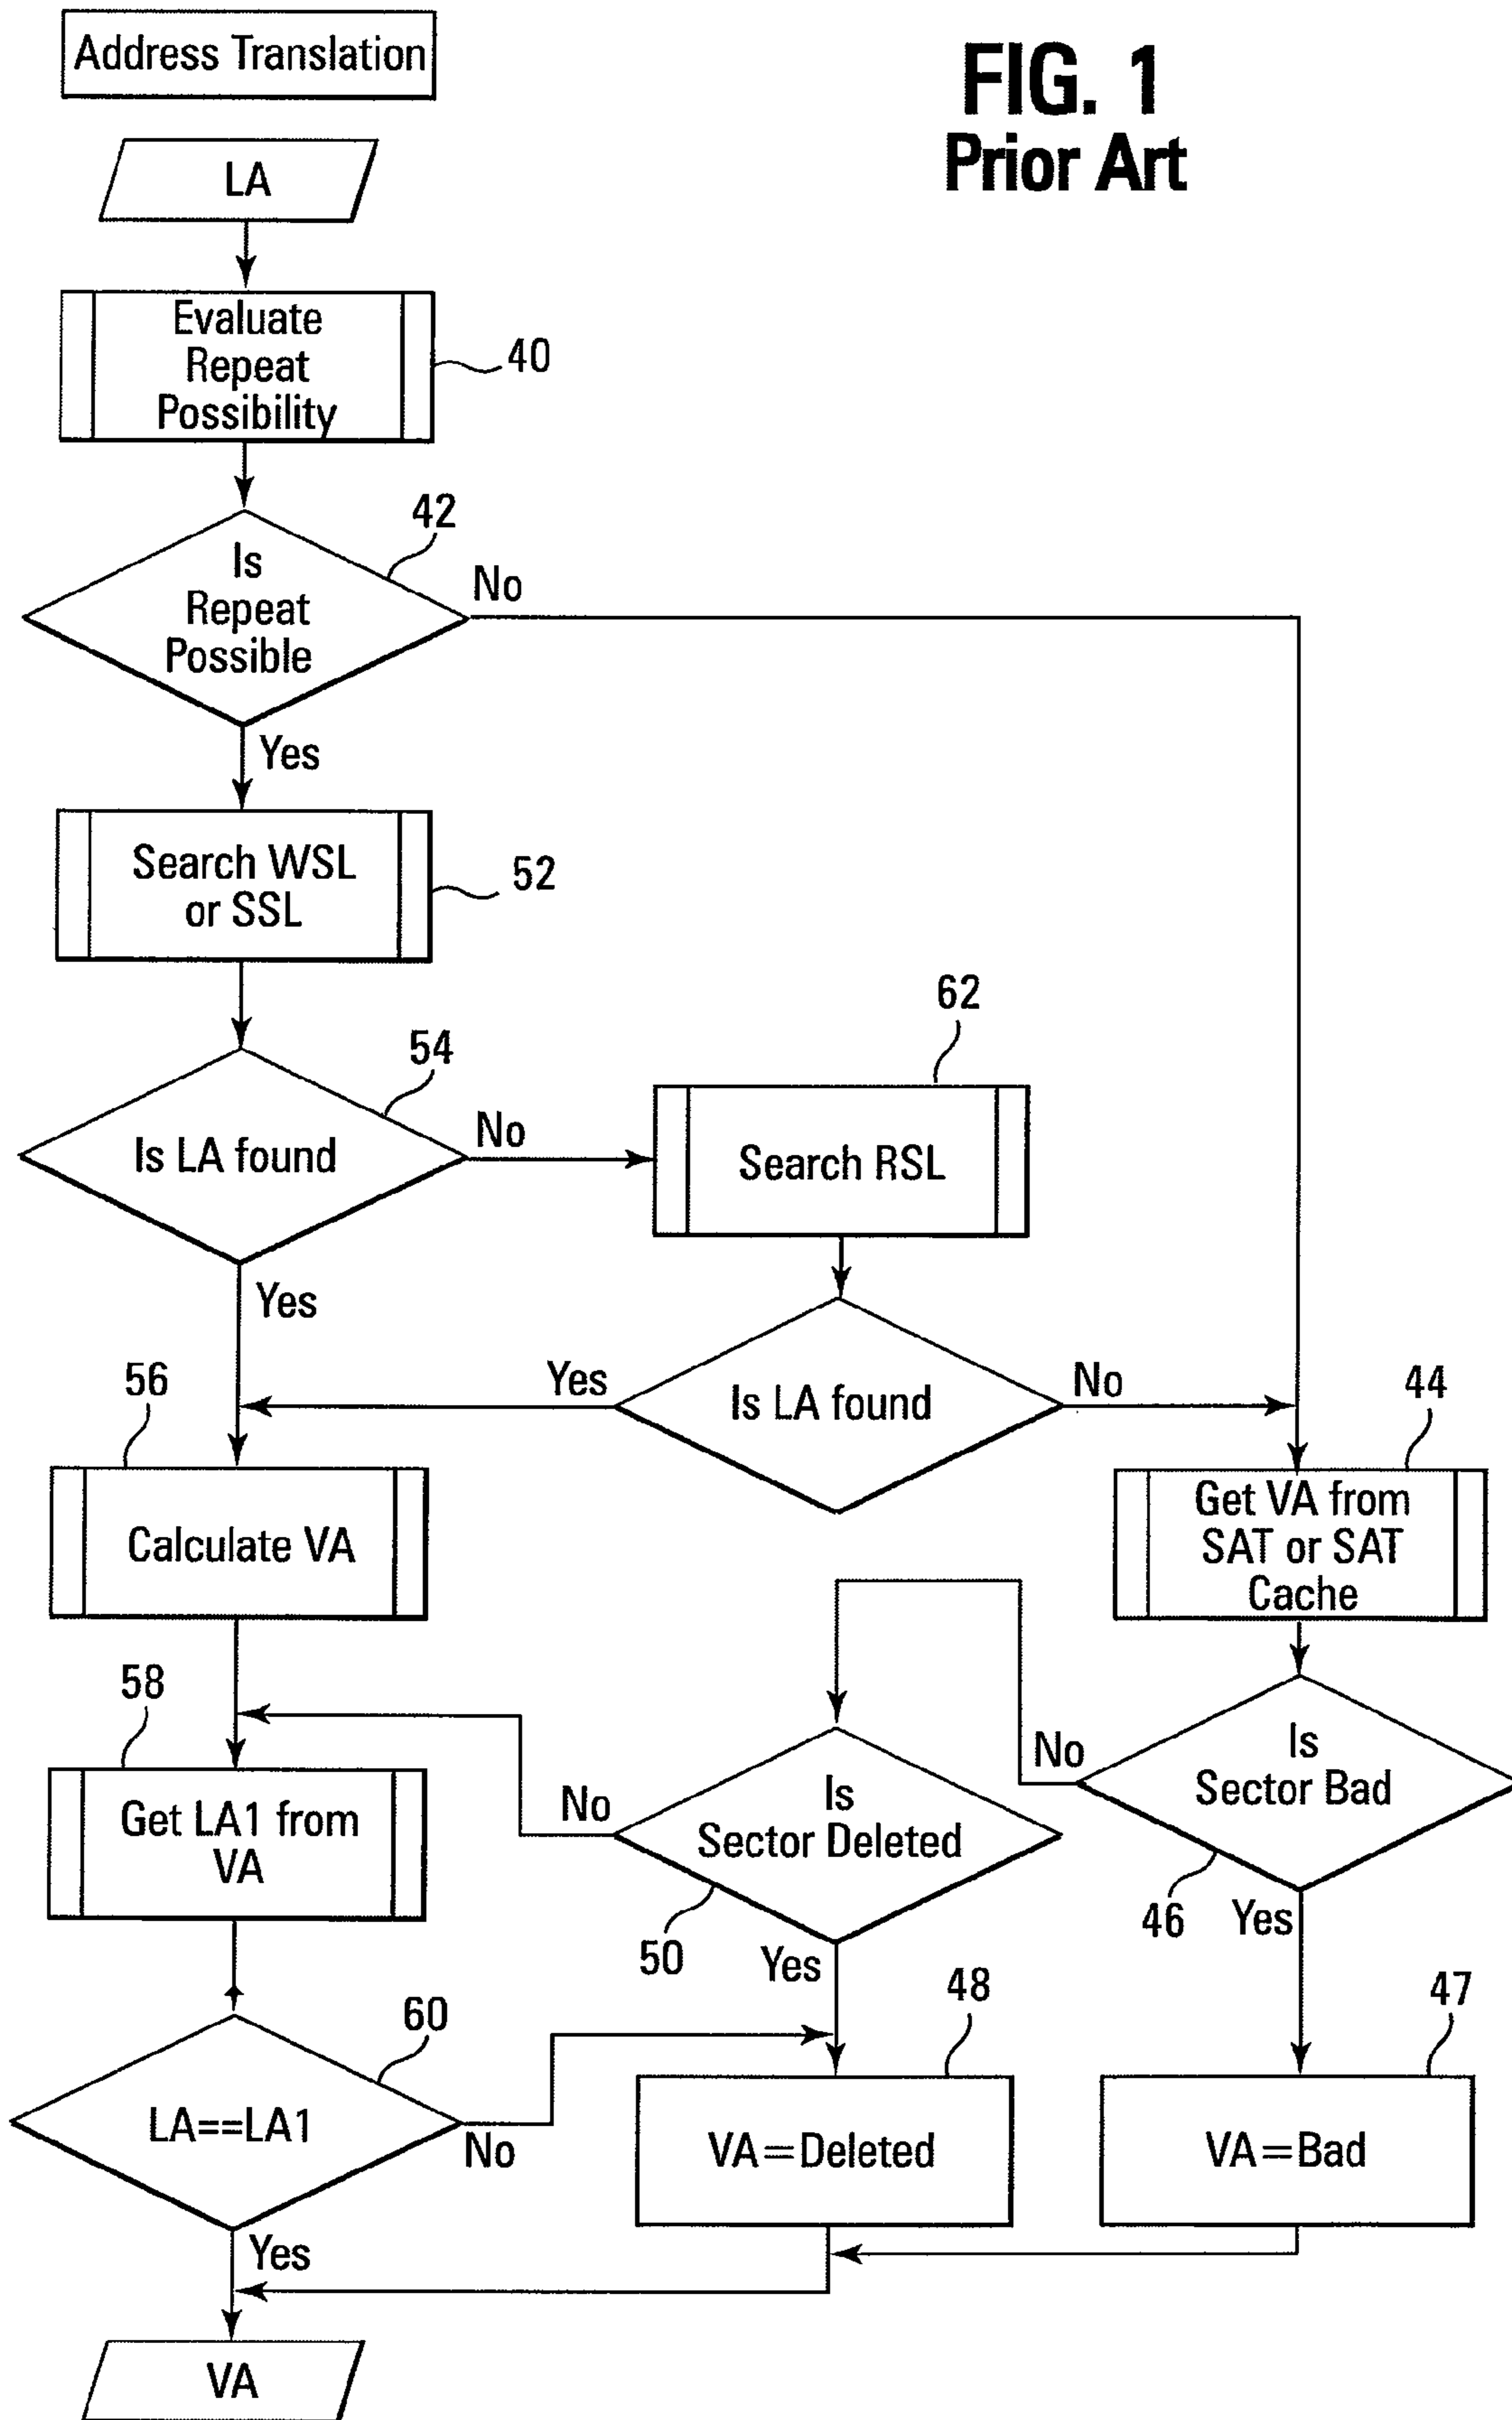 Address Translation
FIG. 1
Prior Art
LA
Evaluate
Repeat
Possibility
40
42
Is
Repeat
Possible
No
Yes
Search WSL
or SSL
52
62
54
Is LA found
No
Search RSL
Yes
56
Yes
Is LA found
No
44
Calculate VA
Get VA from
SAT or SAT
Cache
58
Is
Sector Bad
No
Get LA1 from
VA
No
Is
Sector Deleted
46
Yes
50
Yes
48
47
60
LA==LA1
No
VA=Deleted
VA=Bad
Yes
VA